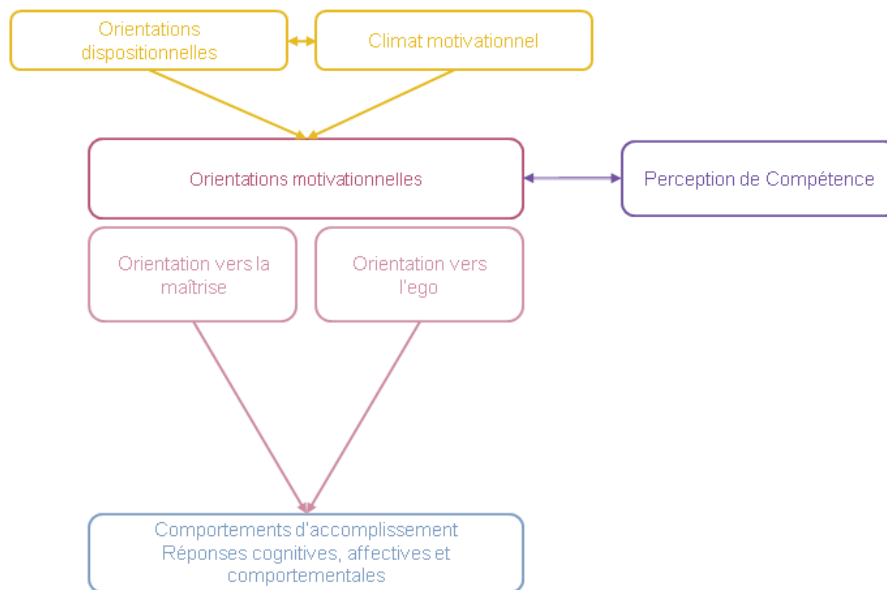 Orientations
dispositionnelles
Climat motivationnel
Orientations motivationnelles
Perception de Compétence
Orientation vers la
maîtrise
Orientation vers
l'ego
Comportements d'accomplissement
Réponses cognitives, affectives et
comportementales